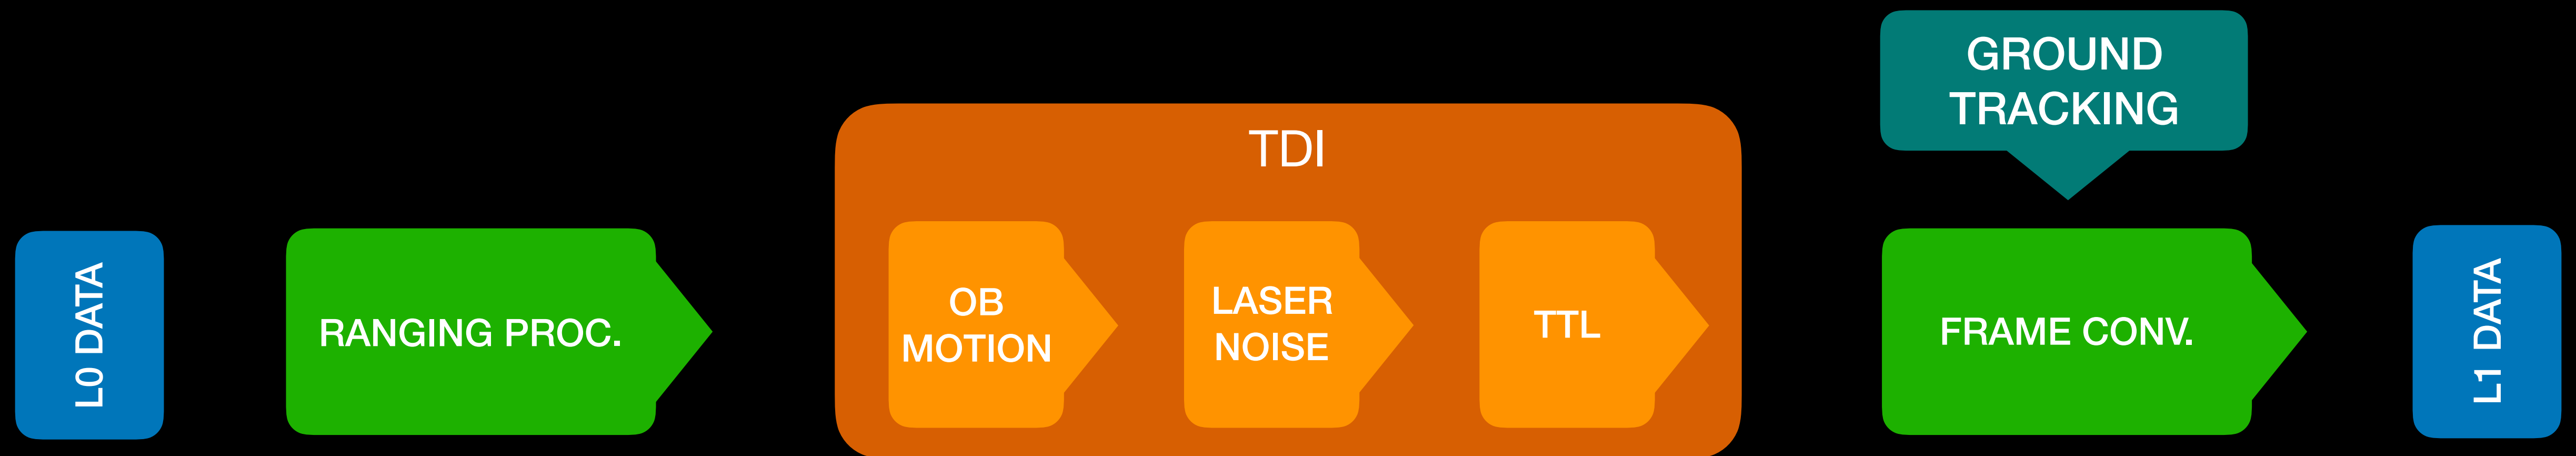 L0 DATA
RANGING PROC.
TDI
OB
MOTION
LASER
NOISE
TTL
GROUND
TRACKING
FRAME CONV.
L1 DATA